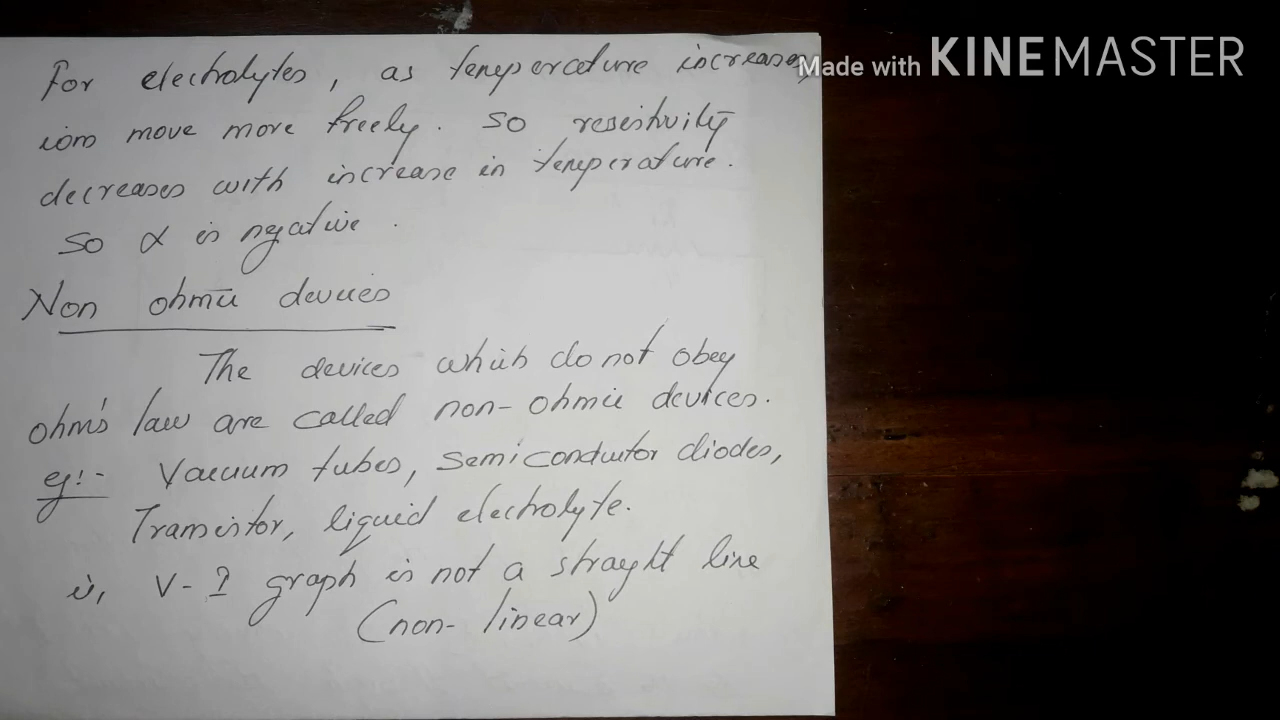 For electrolytes, as temperature increases,
ions move more freely. So resistivity
decreases with increase in temperature.
So α is negative.
Non ohmic devices
The devices which do not obey
ohm's law are called non-ohmic devices.
eg:- Vacuum tubes, semiconductor diodes,
Transistor, liquid electrolyte.
ie, V-I graph is not a straight line
(non-linear)
Made with KINEMASTER